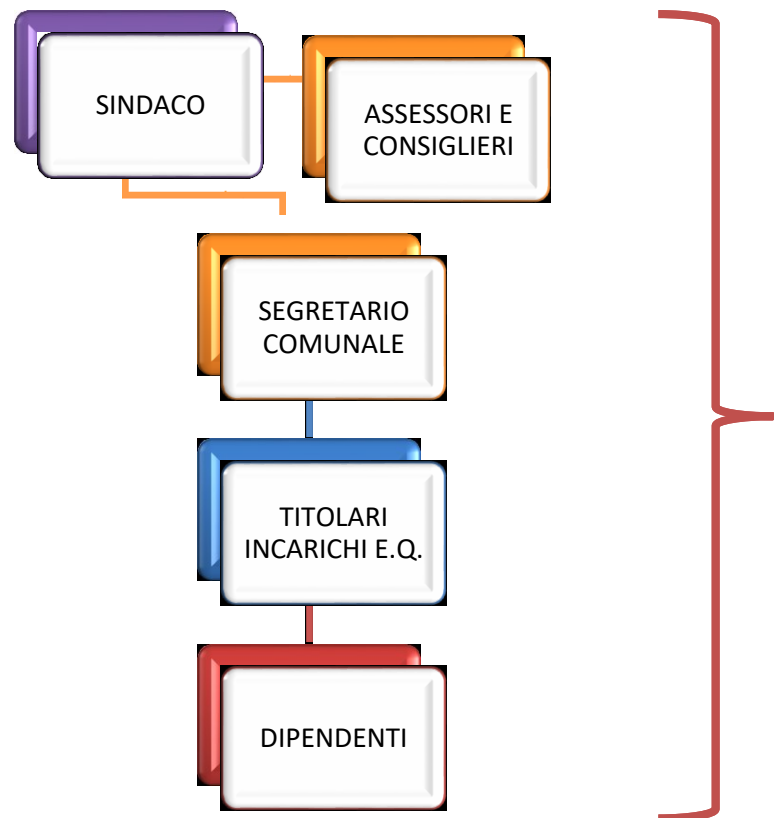 SINDACO
ASSESSORI E
CONSIGLIERI
SEGRETARIO
COMUNALE
TITOLARI
INCARICHI E.Q.
DIPENDENTI